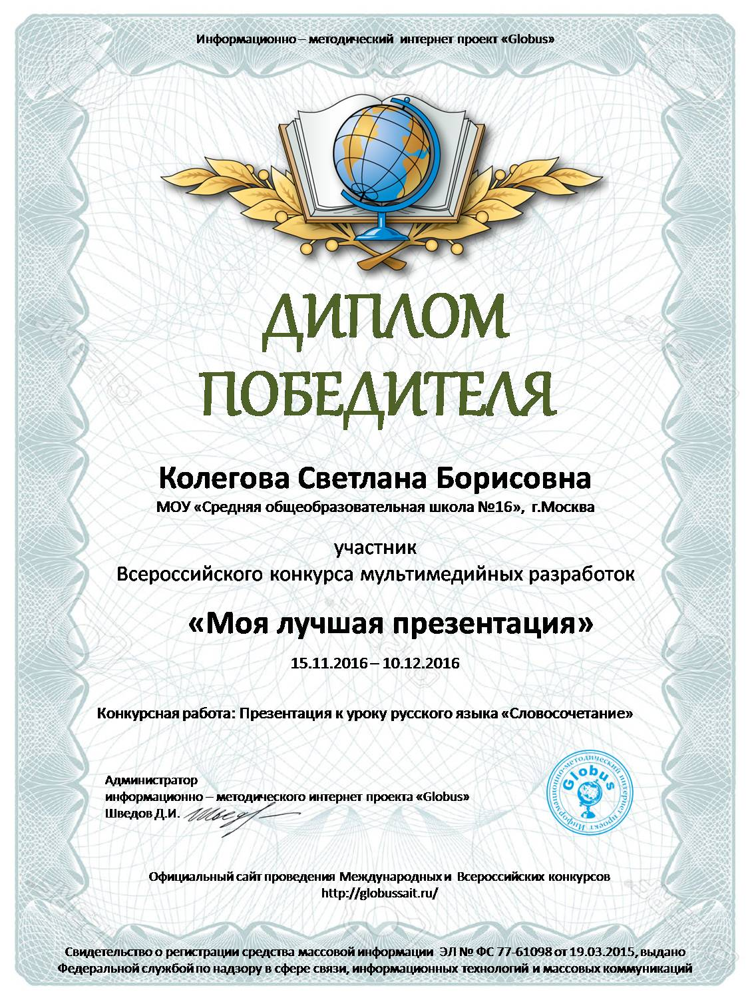 Информационно – методический интернет проект «Globus»
ДИПЛОМ
ПОБЕДИТЕЛЯ
Колегова Светлана Борисовна
МОУ «Средняя общеобразовательная школа №16», г.Москва
участник
Всероссийского конкурса мультимедийных разработок
«Моя лучшая презентация»
15.11.2016 – 10.12.2016
Конкурсная работа: Презентация к уроку русского языка «Словосочетание»
Администратор
информационно – методического интернет проекта «Globus»
Шведов Д.И.
Шведов
Информационно-методический интернет проект
Globus
Официальный сайт проведения Международных и Всероссийских конкурсов
http://globussait.ru/
Свидетельство о регистрации средства массовой информации ЭЛ № ФС 77-61098 от 19.03.2015, выдано
Федеральной службой по надзору в сфере связи, информационных технологий и массовых коммуникаций